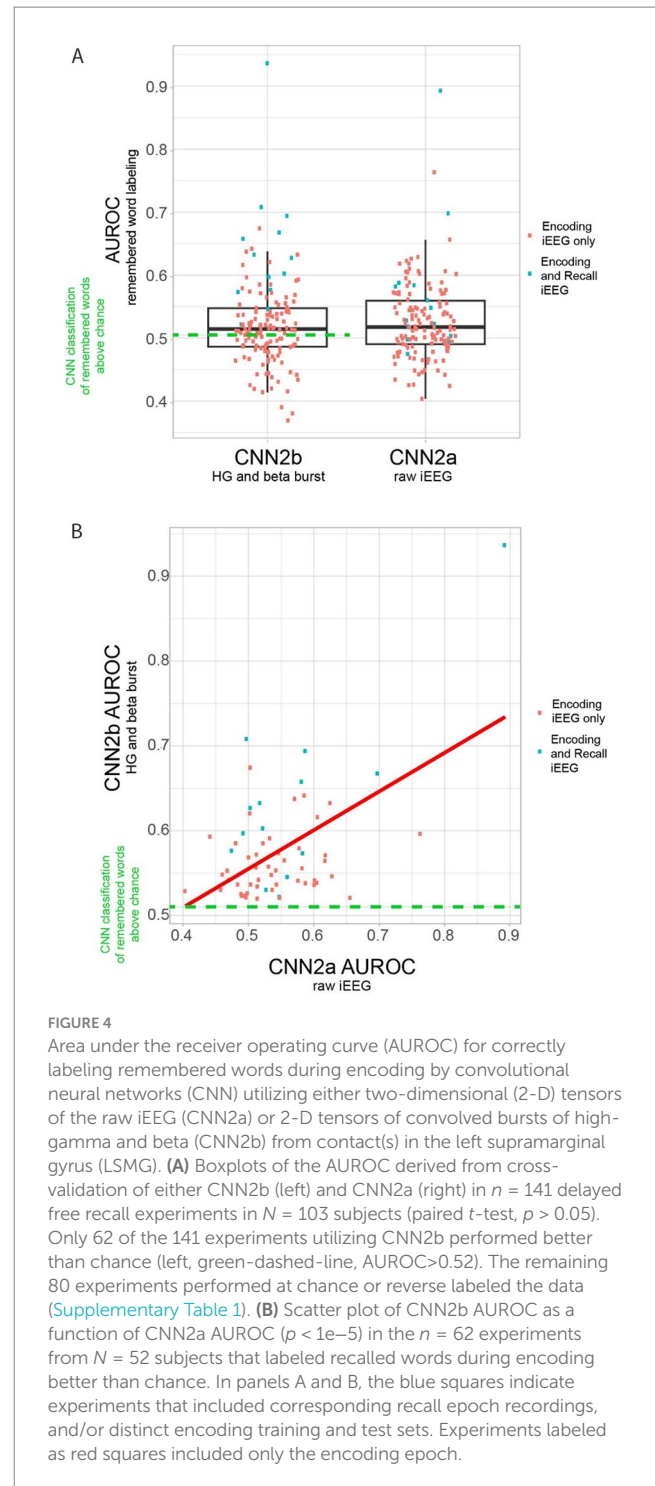 A
0.9
0.8
0.7
0.6
0.5
0.4
AUROC
remembered word labeling
CNN classification
of remembered words
above chance
Encoding
iEEG only
Encoding
and Recall
iEEG
CNN2b
HG and beta burst
CNN2a
raw iEEG
B
0.9
0.8
0.7
0.6
0.5
CNN2b AUROC
HG and beta burst
CNN classification
of remembered words
above chance
Encoding
iEEG only
Encoding
and Recall
iEEG
0.4 0.5 0.6 0.7 0.8 0.9
CNN2a AUROC
raw iEEG
FIGURE 4
Area under the receiver operating curve (AUROC) for correctly
labeling remembered words during encoding by convolutional
neural networks (CNN) utilizing either two-dimensional (2-D) tensors
of the raw iEEG (CNN2a) or 2-D tensors of convolved bursts of high-
gamma and beta (CNN2b) from contact(s) in the left supramarginal
gyrus (LSMG). (A) Boxplots of the AUROC derived from cross-
validation of either CNN2b (left) and CNN2a (right) in n = 141 delayed
free recall experiments in N = 103 subjects (paired t-test, p > 0.05).
Only 62 of the 141 experiments utilizing CNN2b performed better
than chance (left, green-dashed-line, AUROC>0.52). The remaining
80 experiments performed at chance or reverse labeled the data
(Supplementary Table 1). (B) Scatter plot of CNN2b AUROC as a
function of CNN2a AUROC (p < 1e−5) in the n = 62 experiments
from N = 52 subjects that labeled recalled words during encoding
better than chance. In panels A and B, the blue squares indicate
experiments that included corresponding recall epoch recordings,
and/or distinct encoding training and test sets. Experiments labeled
as red squares included only the encoding epoch.